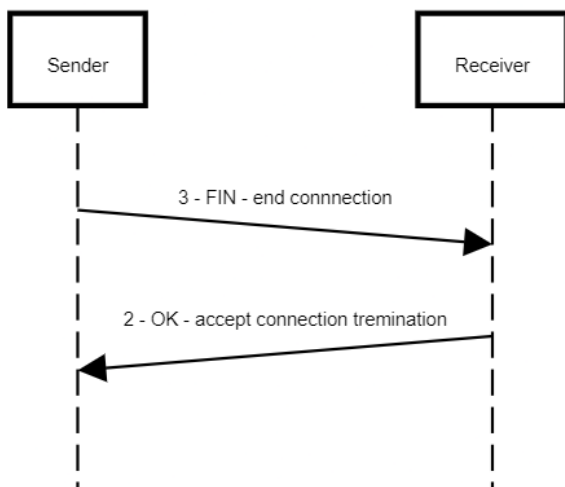 Sender
Receiver
3 - FIN - end connnection
2 - OK - accept connection tremination